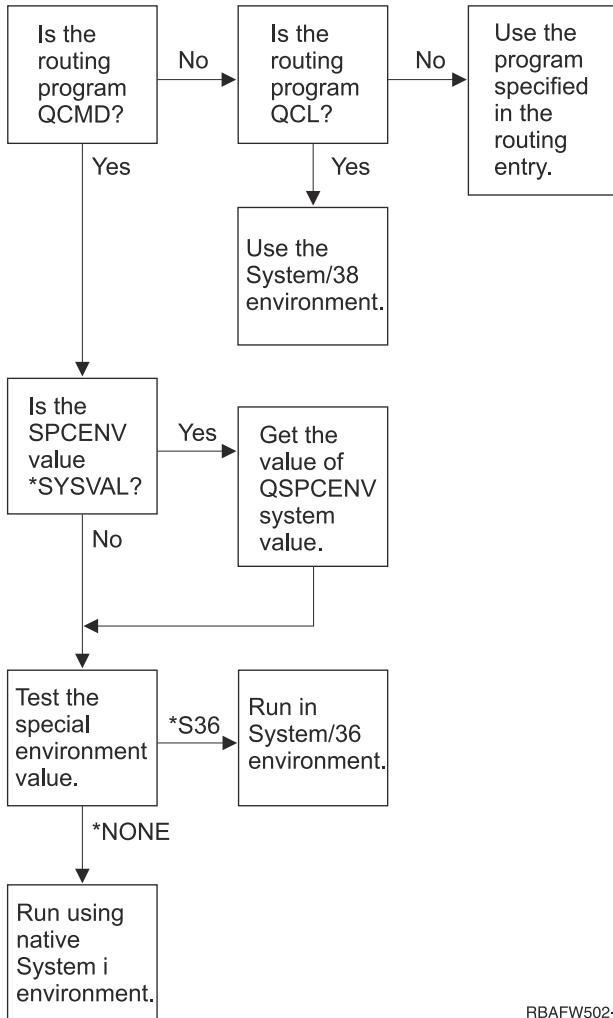 Is the
routing
program
QCMD?
No
Is the
routing
program
QCL?
No
Use the
program
specified
in the
routing
entry.
Yes
Yes
Use the
System/38
environment.
Is the
SPCENV
value
*SYSVAL?
Yes
Get the
value of
QSPCENV
system
value.
No
Test the
special
environment
value.
*S36
Run in
System/36
environment.
*NONE
Run using
native
System i
environment.